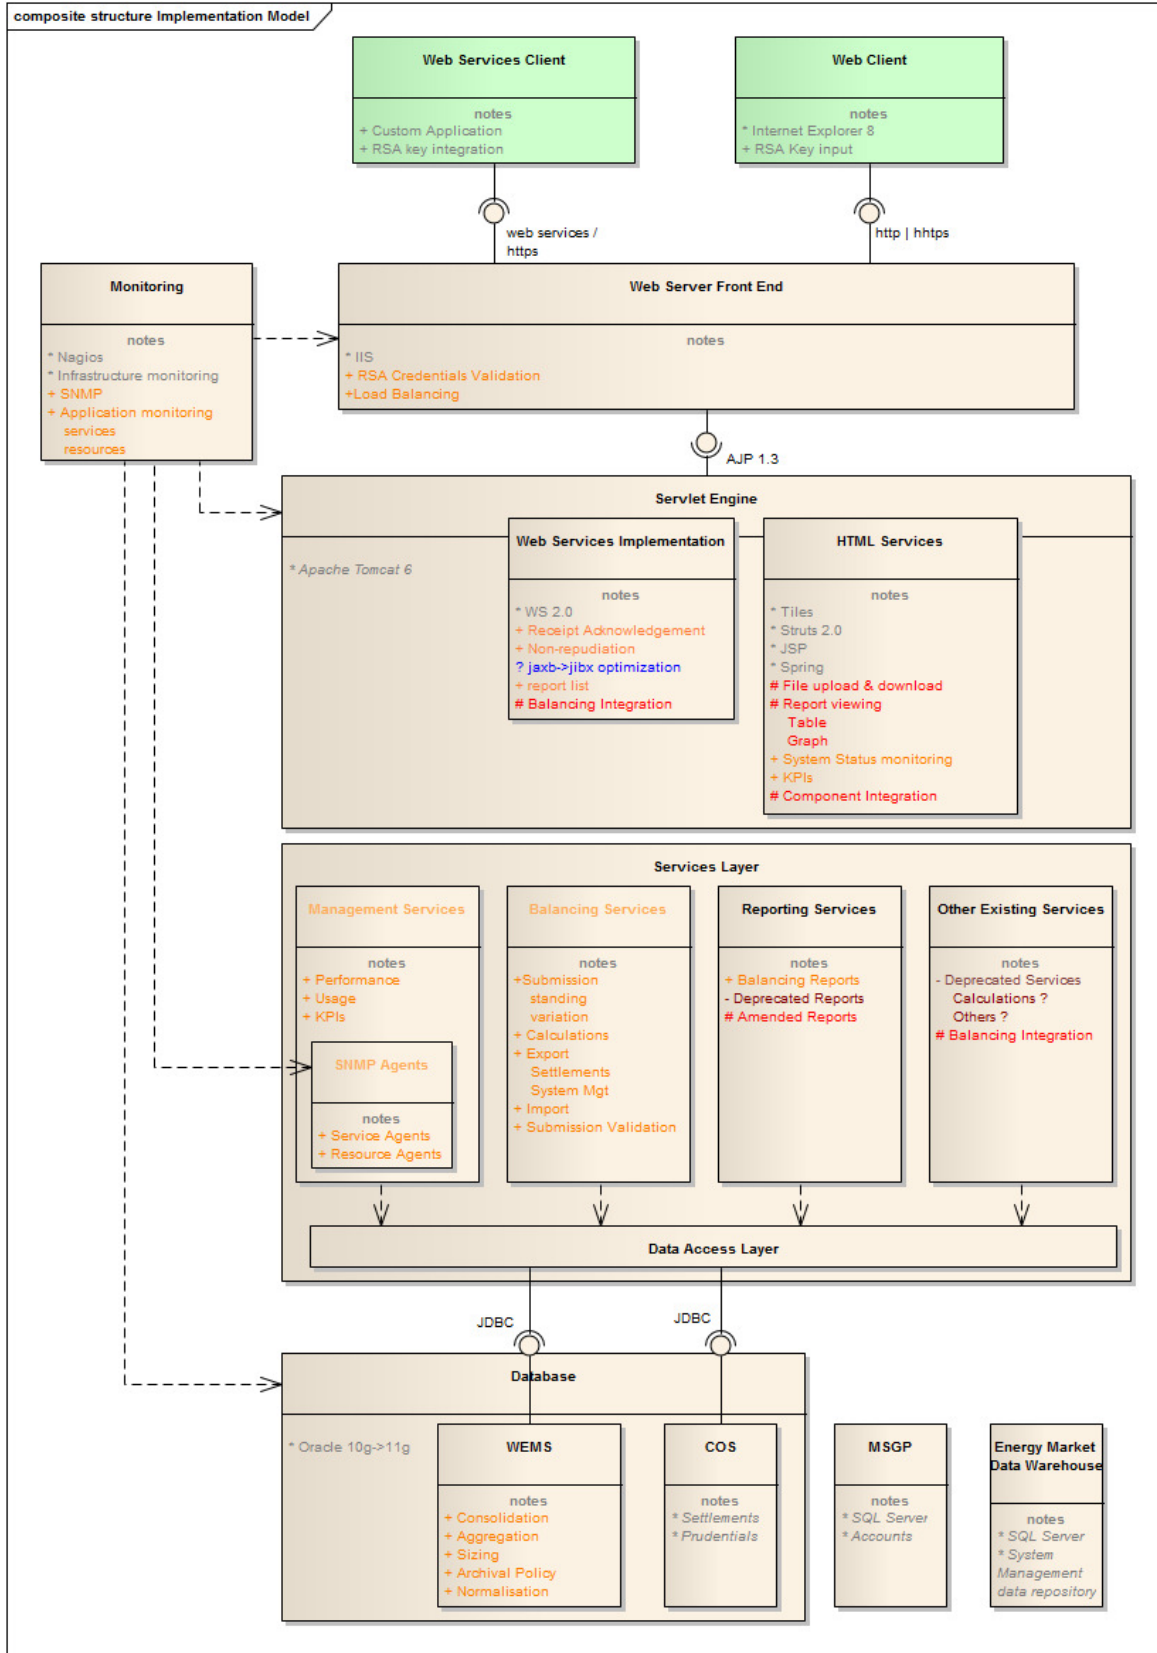 composite structure Implementation Model
Web Services Client
notes
+ Custom Application
+ RSA key integration
Web Client
notes
* Internet Explorer 8
+ RSA Key input
web services /
https
http | hhtps
Monitoring
notes
* Nagios
* Infrastructure monitoring
+ SNMP
+ Application monitoring
services
resources
Web Server Front End
notes
* IIS
+ RSA Credentials Validation
+Load Balancing
AJP 1.3
Servlet Engine
* Apache Tomcat 6
Web Services Implementation
notes
* WS 2.0
+ Receipt Acknowledgement
+ Non-repudiation
? jaxb->jibx optimization
+ report list
# Balancing Integration
HTML Services
notes
* Tiles
* Struts 2.0
* JSP
* Spring
# File upload & download
# Report viewing
Table
Graph
+ System Status monitoring
+ KPIs
# Component Integration
Services Layer
Management Services
notes
+ Performance
+ Usage
+ KPIs
SNMP Agents
notes
+ Service Agents
+ Resource Agents
Balancing Services
notes
+Submission
standing
variation
+ Calculations
+ Export
Settlements
System Mgt
+ Import
+ Submission Validation
Reporting Services
notes
+ Balancing Reports
- Deprecated Reports
# Amended Reports
Other Existing Services
notes
- Deprecated Services
Calculations ?
Others ?
# Balancing Integration
Data Access Layer
JDBC
JDBC
Database
* Oracle 10g->11g
WEMS
notes
+ Consolidation
+ Aggregation
+ Sizing
+ Archival Policy
+ Normalisation
COS
notes
* Settlements
* Prudentials
MSGP
notes
* SQL Server
* Accounts
Energy Market
Data Warehouse
notes
* SQL Server
* System
Management
data repository